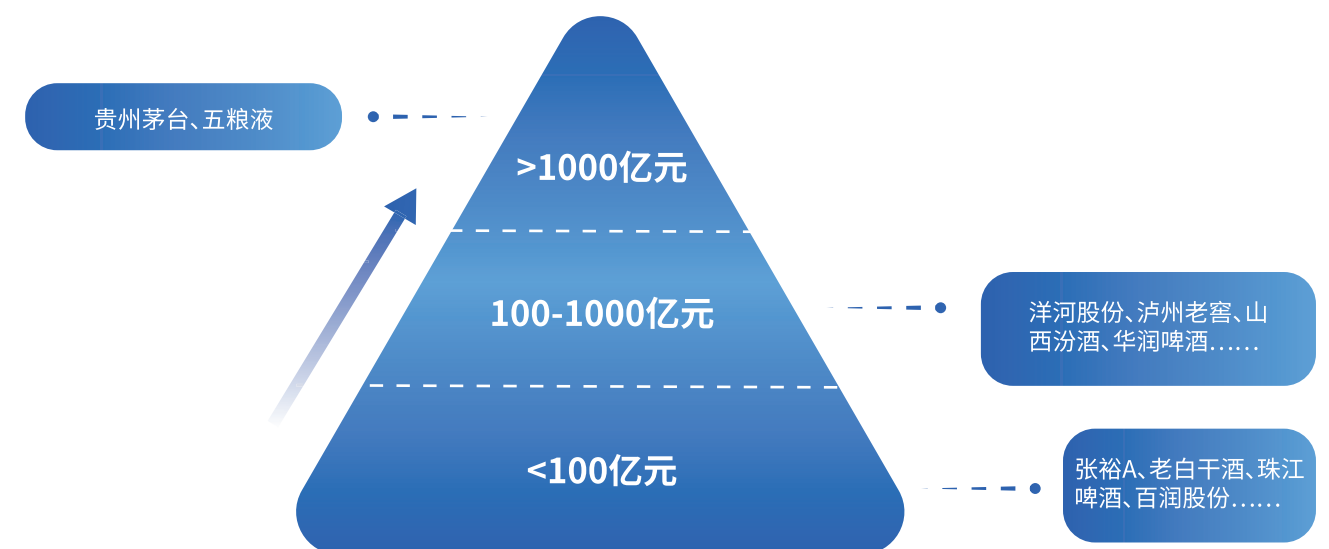 贵州茅台、五粮液
>1000亿元
100-1000亿元
洋河股份、泸州老窖、山
西汾酒、华润啤酒……
<100亿元
张裕A、老白干酒、珠江
啤酒、百润股份……